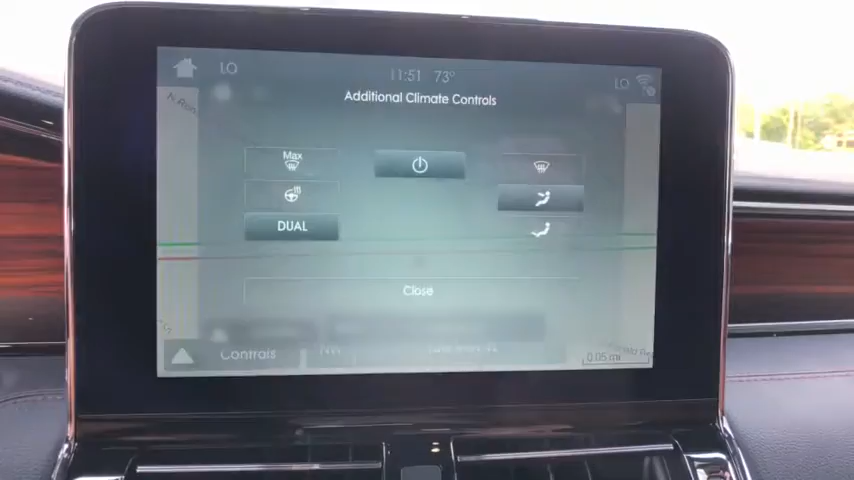 LO 11:51 73° LO
Additional Climate Controls
Max
DUAL
Close
Controls
0.05 mi